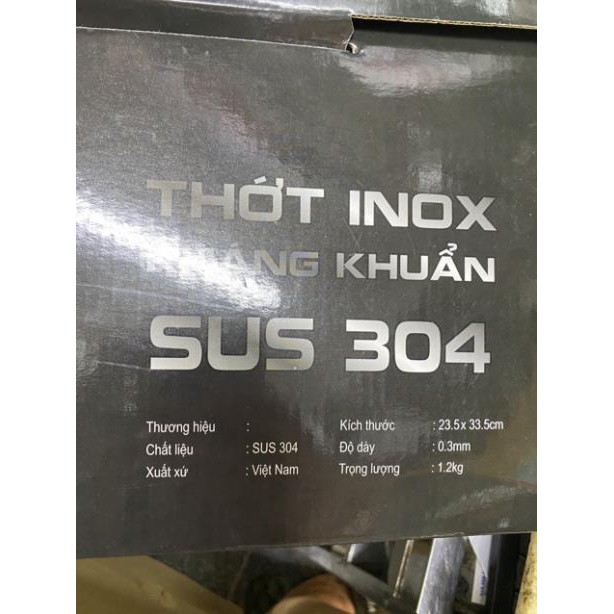 THỚT INOX
KHÁNG KHUẨN
SUS 304
Thương hiệu :
Chất liệu : SUS 304
Xuất xứ : Việt Nam
Kích thước : 23.5 x 33.5cm
Độ dày : 0.3mm
Trọng lượng : 1.2kg